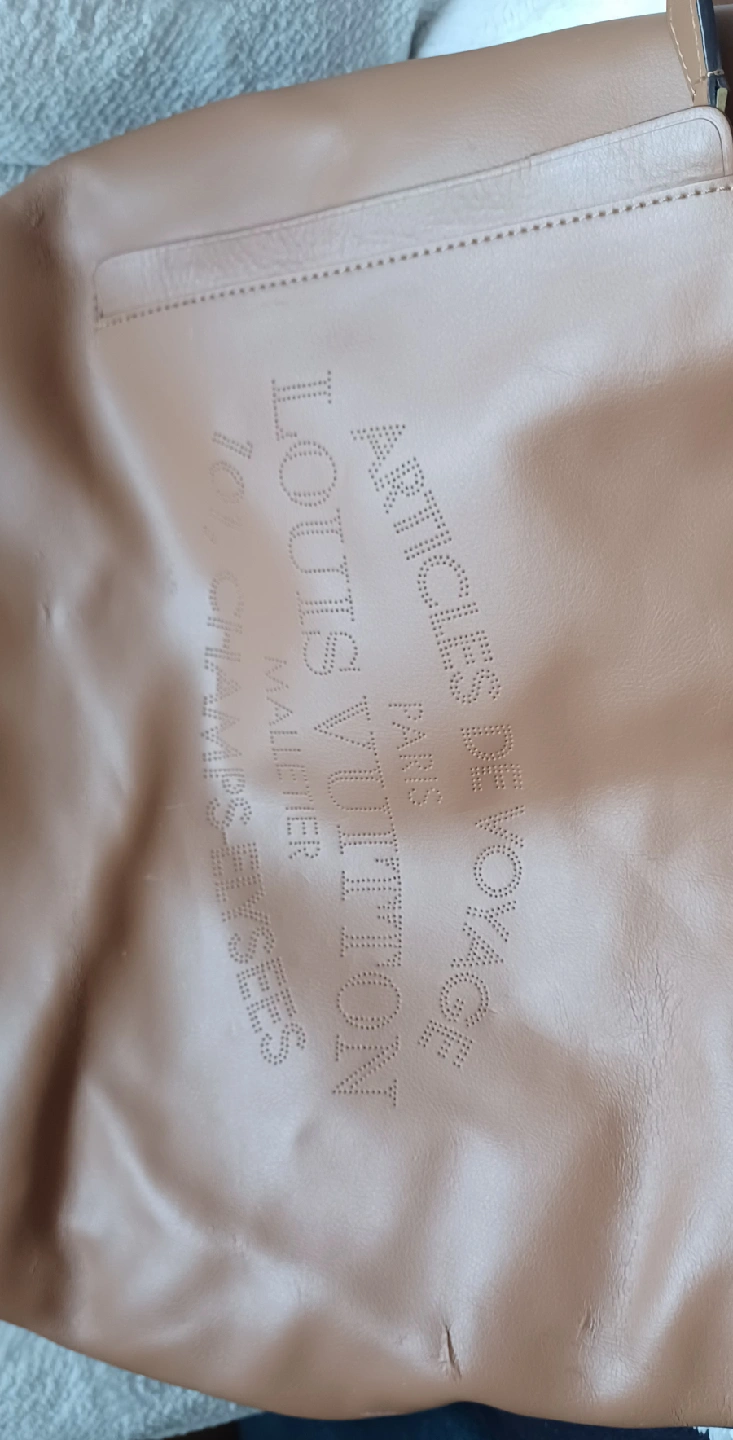 ARTICLES DE VOYAGE
PARIS
LOUIS VUITTON
MALLETIER
101, CHAMPS-ELYSEES